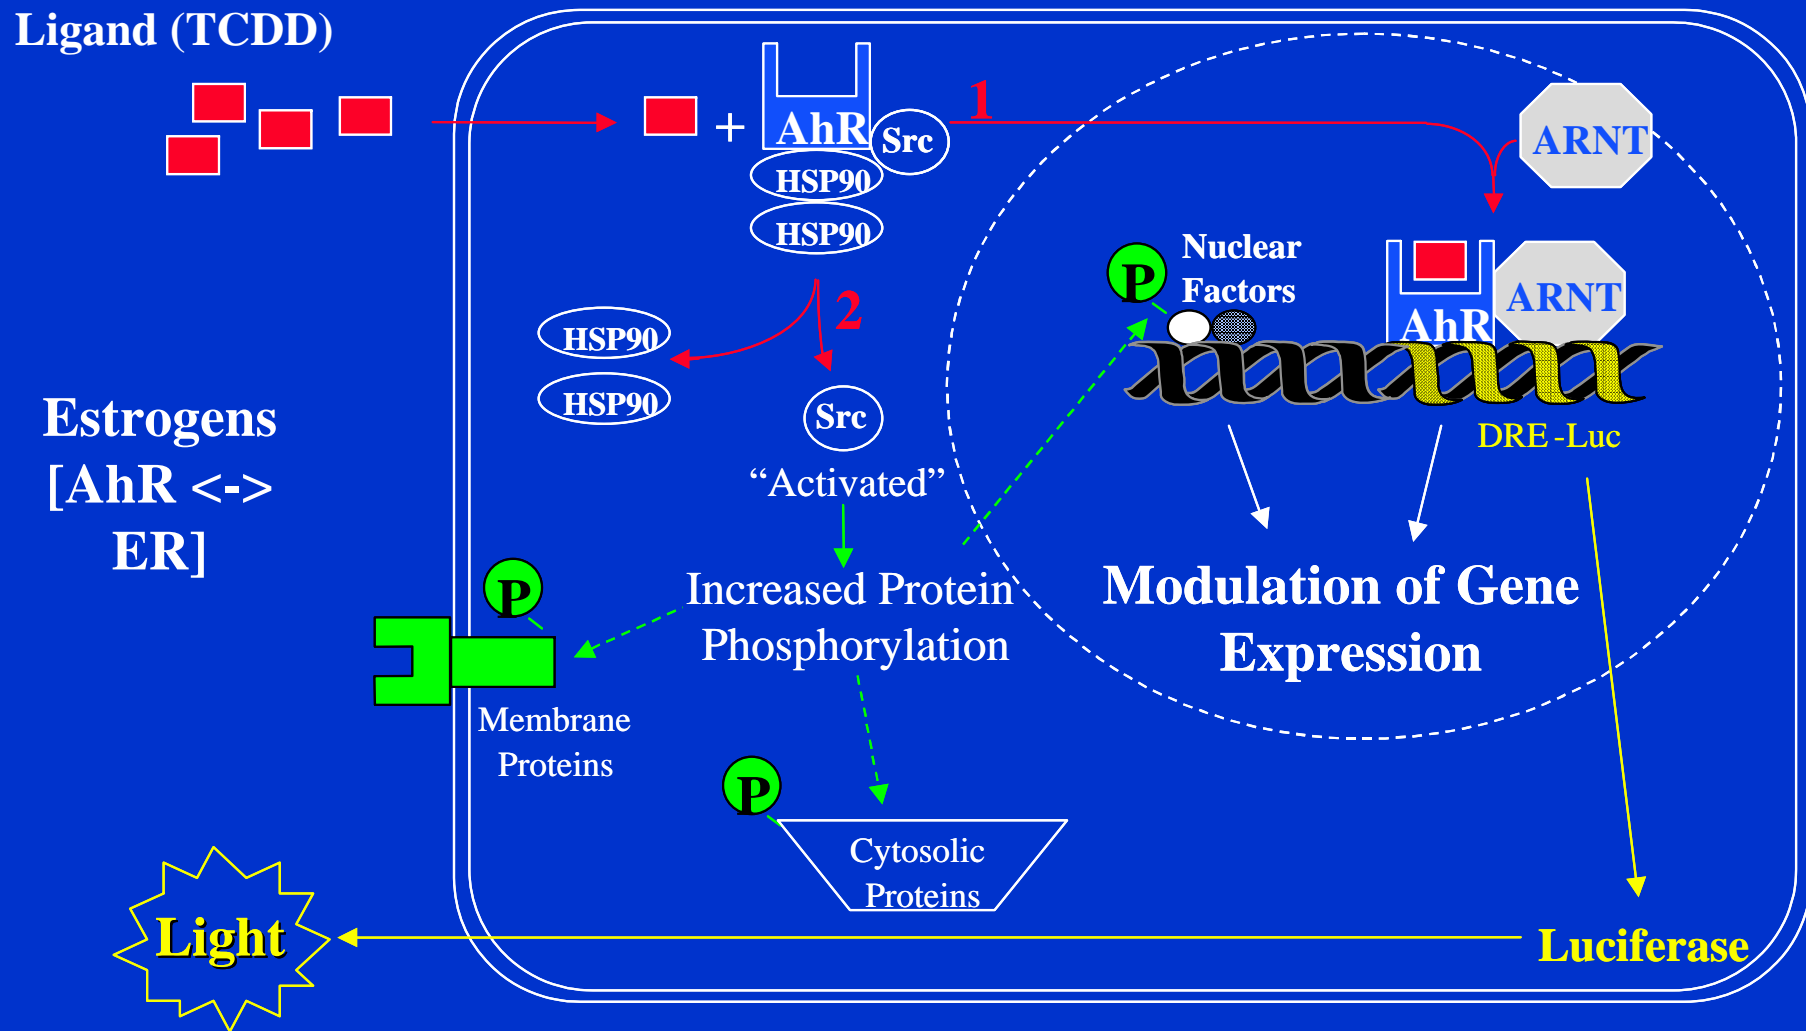 Ligand (TCDD)
+
AhR
Src
HSP90
HSP90
1
ARNT
2
HSP90
HSP90
Src
“Activated”
P
Nuclear
Factors
AhR
ARNT
DRE-Luc
Estrogens
[AhR <->
ER]
P
Increased Protein
Phosphorylation
Modulation of Gene
Expression
Membrane
Proteins
P
Cytosolic
Proteins
Light
Luciferase